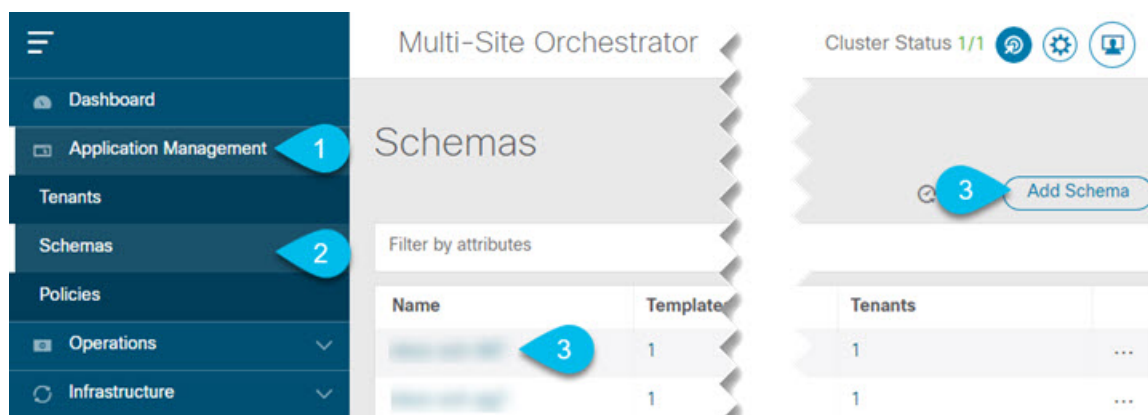 Multi-Site Orchestrator
Cluster Status 1/1
Dashboard
Application Management
1
Tenants
Schemas
2
Policies
Operations
Infrastructure
Schemas
3
Add Schema
Filter by attributes
Name
Templates
Tenants
3
1
1
...
1
1
...